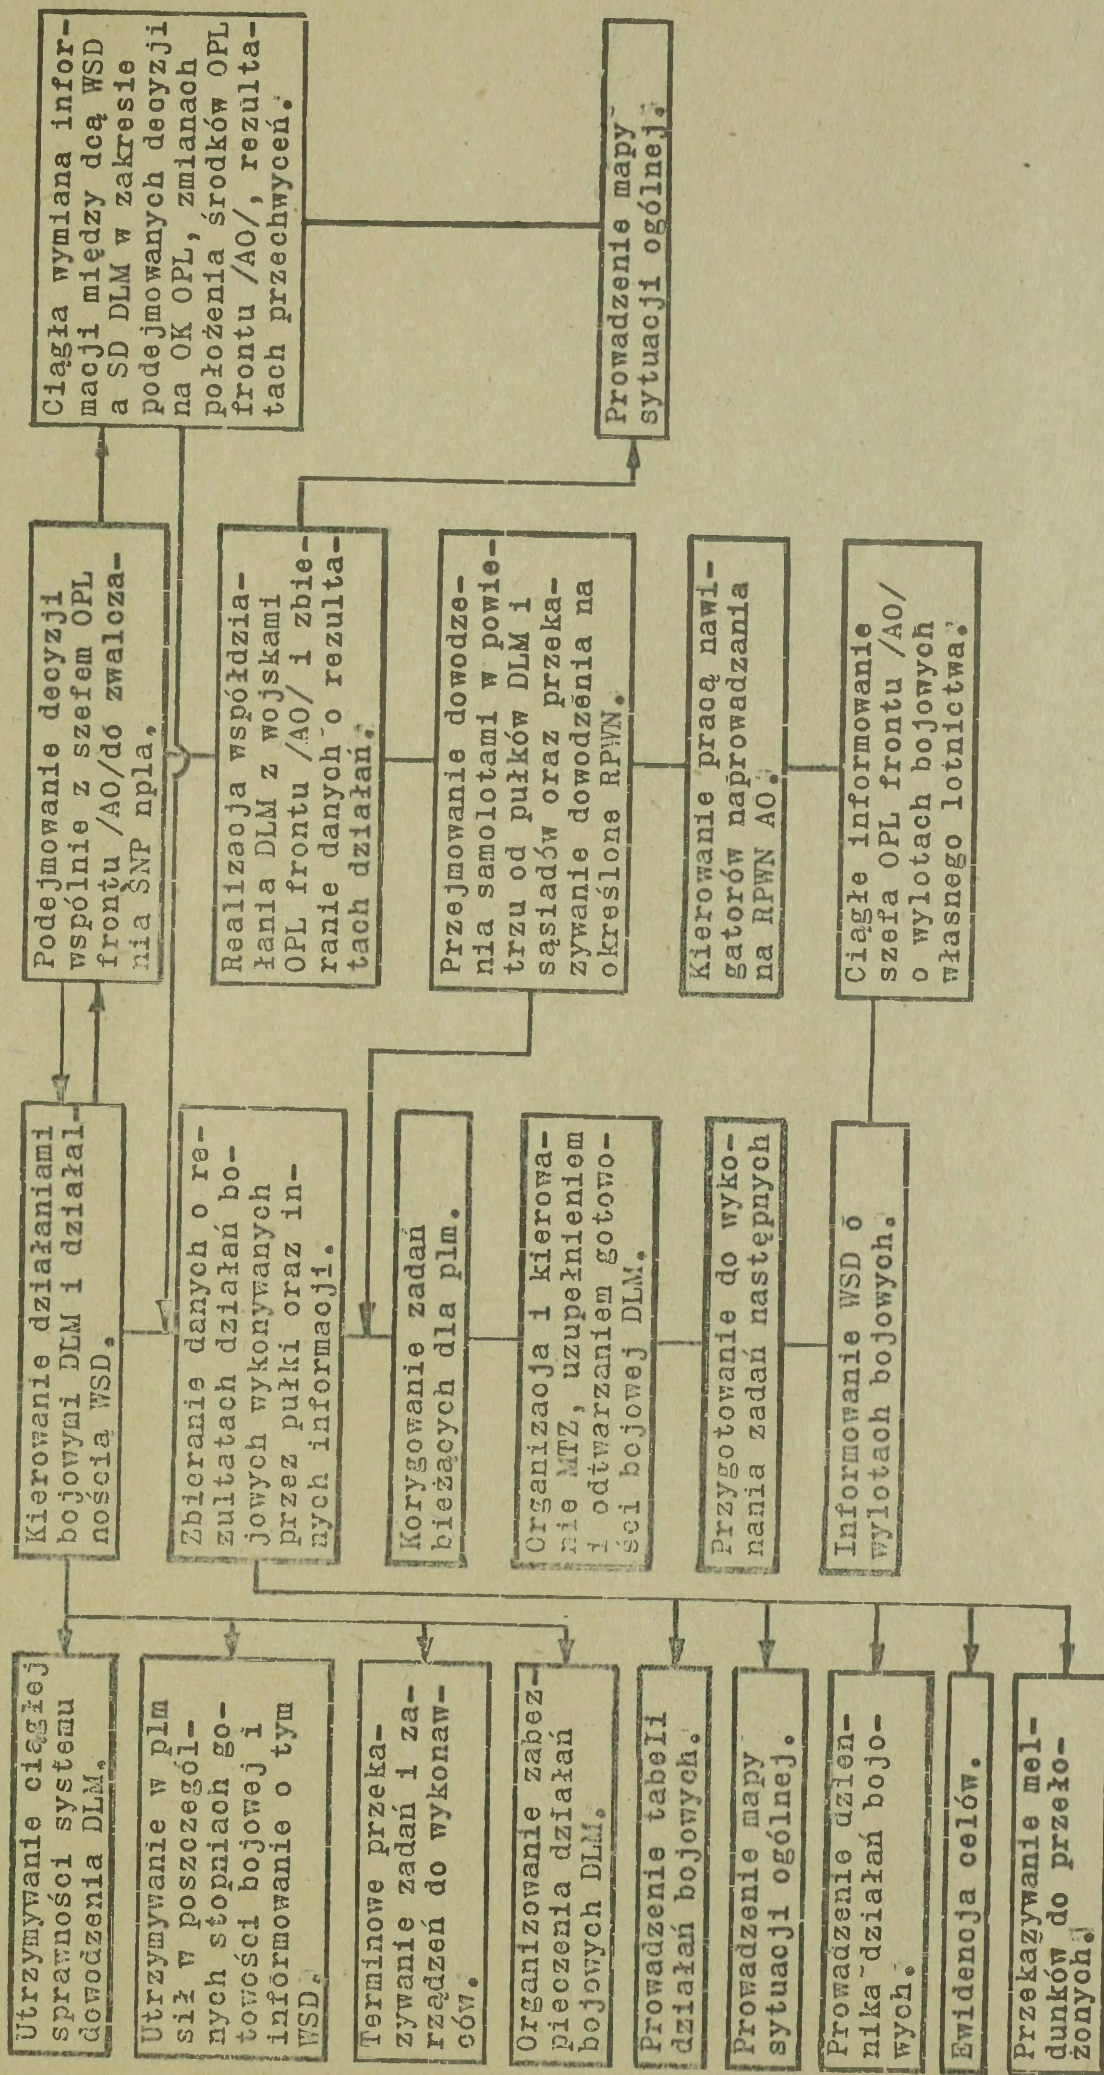 Utrzymywanie ciągłej
sprawności systemu
dowodzenia DLM.
Utrzymywanie w plm
sił w poszczegól-
nych stopniach go-
towości bojowej i
informowanie o tym
WSD.
Terminowe przeka-
zywanie zadań i za-
rządzeń do wykonaw-
ców.
Organizowanie zabez-
pieczenia działań
bojowych DLM.
Prowadzenie tabeli
działań bojowych.
Prowadzenie mapy
sytuacji ogólnej.
Prowadzenie dzien-
nika działań bojo-
wych.
Ewidencja celów.
Przekazywanie mel-
dunków do przeło-
żonych.
Kierowanie działaniami
bojowymi DLM i działal-
nością WSD.
Zbieranie danych o re-
zultatach działań bo-
jowych wykonywanych
przez pułki oraz in-
nych informacji.
Korygowanie zadań
bieżących dla plm.
Organizacja i kierowa-
nie MTZ, uzupełnieniem
i odtwarzaniem gotowo-
ści bojowej DLM.
Przygotowanie do wyko-
nania zadań następnych
Informowanie WSD o
wylotach bojowych.
Podejmowanie decyzji
wspólnie z szefem OPL
frontu /AO/do zwalcza-
nia ŚNP npla.
Realizacja współdzia-
łania DLM z wojskami
OPL frontu /AO/ i zbie-
ranie danych o rezulta-
tach działań.
Przejmowanie dowodze-
nia samolotami w powie-
trzu od pułków DLM i
sąsiadów oraz przeka-
zywanie dowodzenia na
określone RPWN.
Kierowanie pracą nawi-
gatorów naprowadzania
na RPWN AO.
Ciągłe informowanie
szefa OPL frontu /AO/
o wylotach bojowych
własnego lotnictwa.
Ciągła wymiana infor-
macji między dcą WSD
a SD DLM w zakresie
podejmowanych decyzji
na OK OPL, zmianach
położenia środków OPL
frontu /AO/, rezulta-
tach przechwyceń.
Prowadzenie mapy
sytuacji ogólnej.